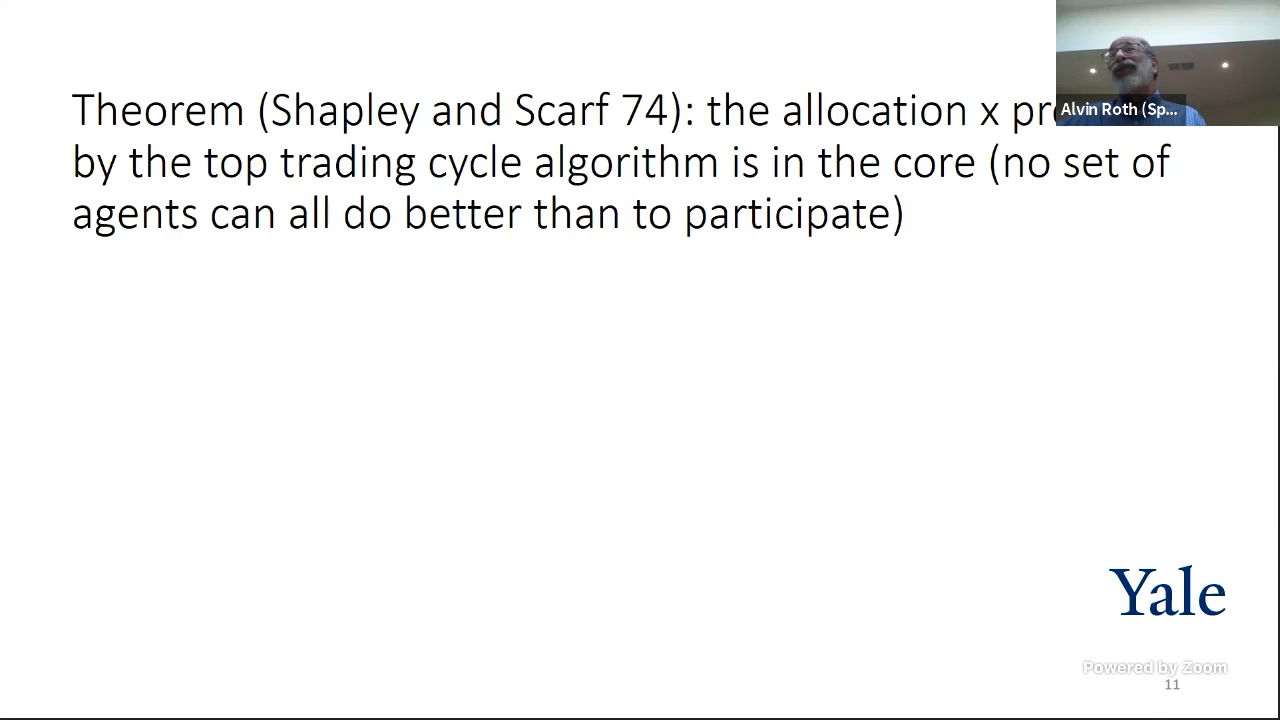 Theorem (Shapley and Scarf 74): the allocation x
by the top trading cycle algorithm is in the core (no set of
agents can all do better than to participate)
Alvin Roth (Sp...
Yale
Powered by Zoom
11